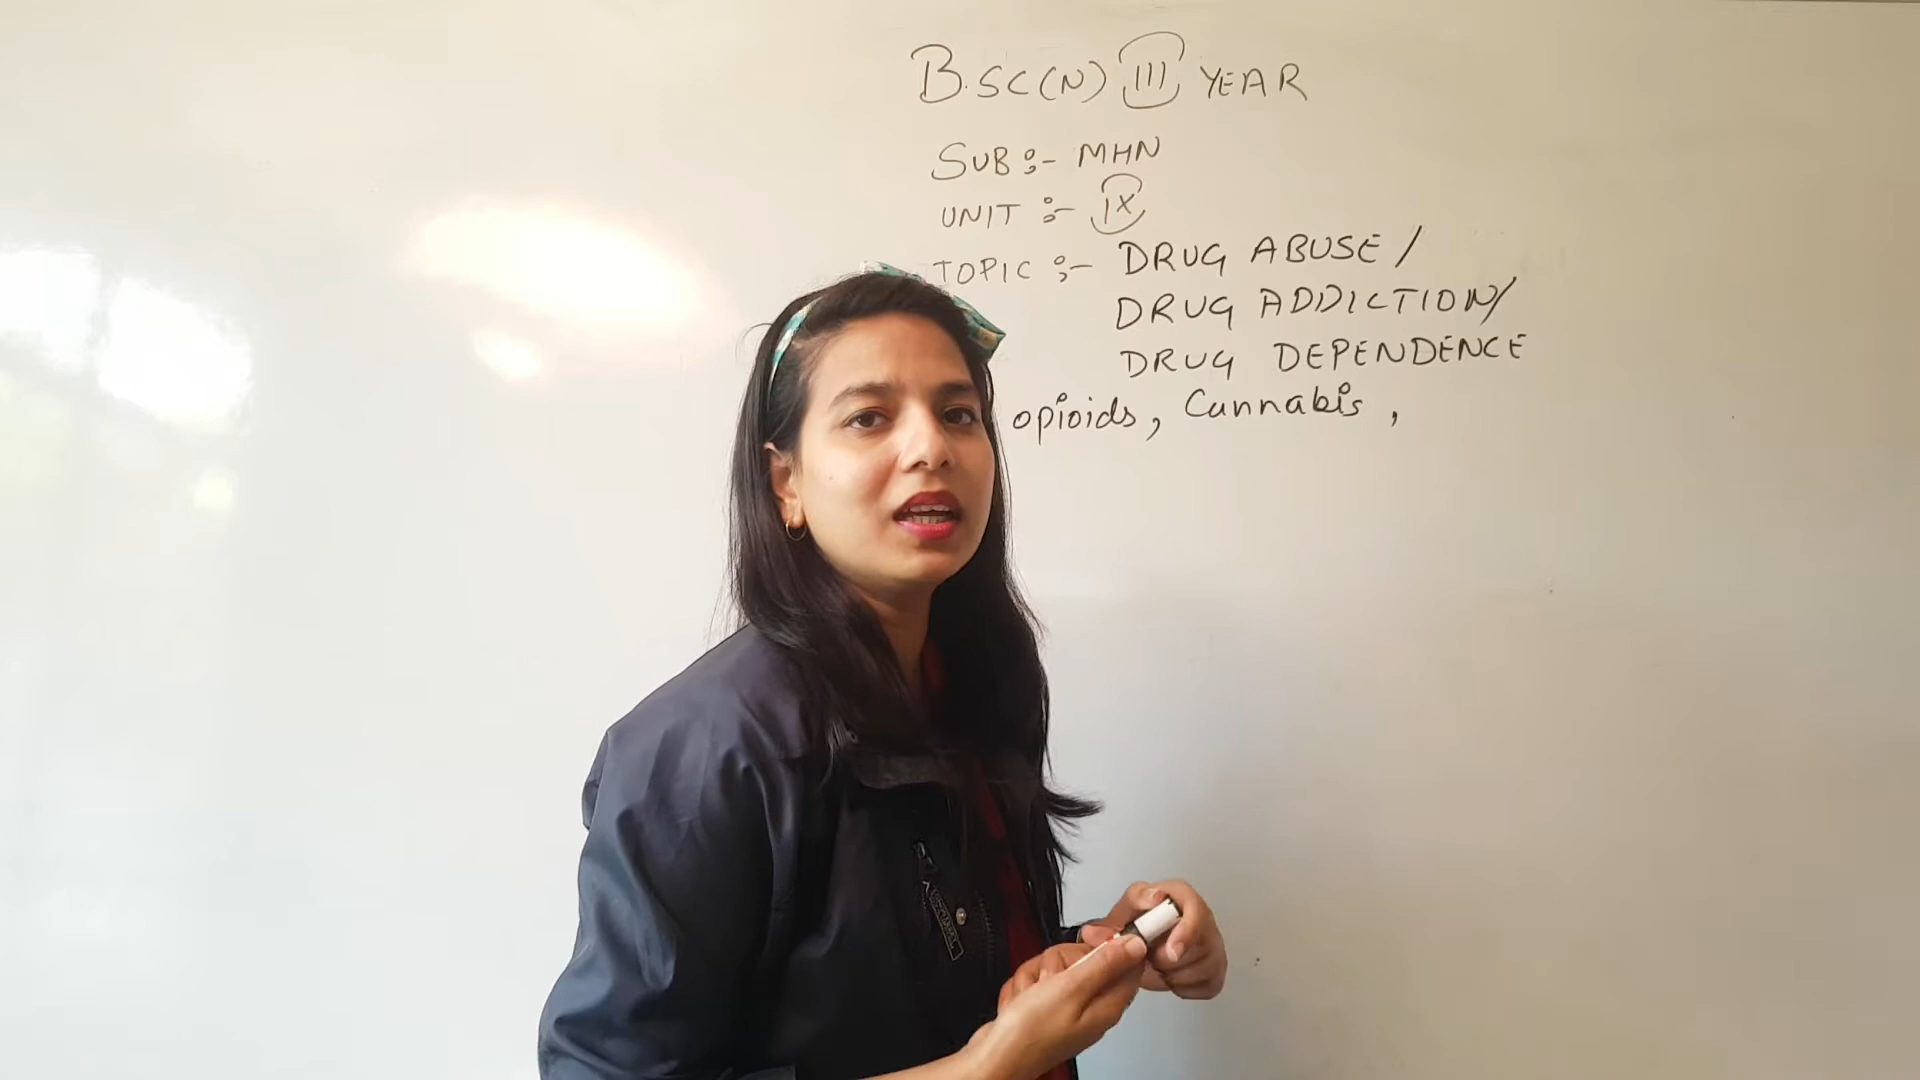 B.SC(N) III YEAR
SUB :- MHN
UNIT :- IX
TOPIC :- DRUG ABUSE /
DRUG ADDICTION/
DRUG DEPENDENCE
opioids, Cannabis,